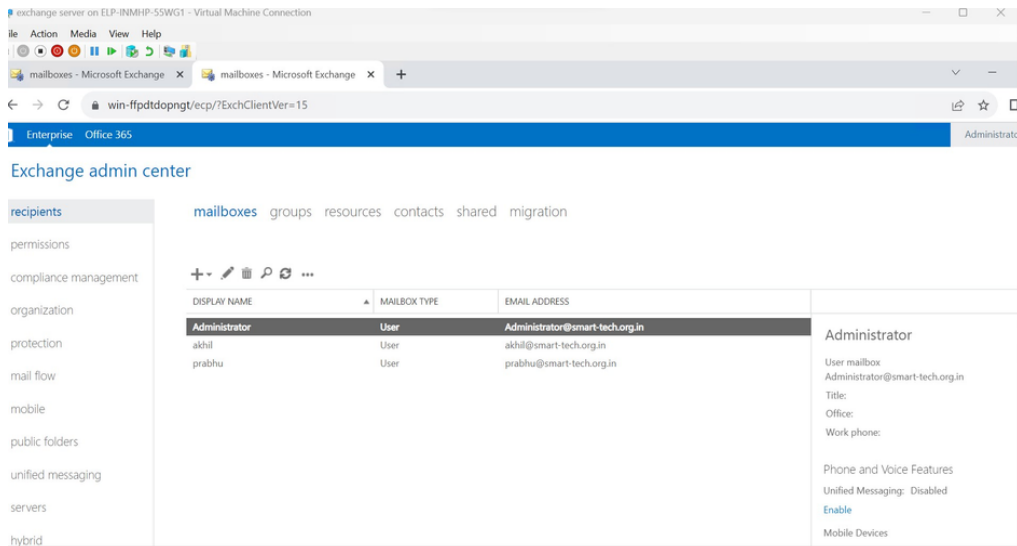 exchange server on ELP-INMHP-55WG1 - Virtual Machine Connection
ile Action Media View Help
mailboxes - Microsoft Exchange
mailboxes - Microsoft Exchange
win-ffpdtdopngt/ecp/?ExchClientVer=15
Enterprise Office 365 Administrato
Exchange admin center
recipients
permissions
compliance management
organization
protection
mail flow
mobile
public folders
unified messaging
servers
hybrid
mailboxes groups resources contacts shared migration
DISPLAY NAME MAILBOX TYPE EMAIL ADDRESS
Administrator User Administrator@smart-tech.org.in
akhil User akhil@smart-tech.org.in
prabhu User prabhu@smart-tech.org.in
Administrator
User mailbox
Administrator@smart-tech.org.in
Title:
Office:
Work phone:
Phone and Voice Features
Unified Messaging: Disabled
Enable
Mobile Devices